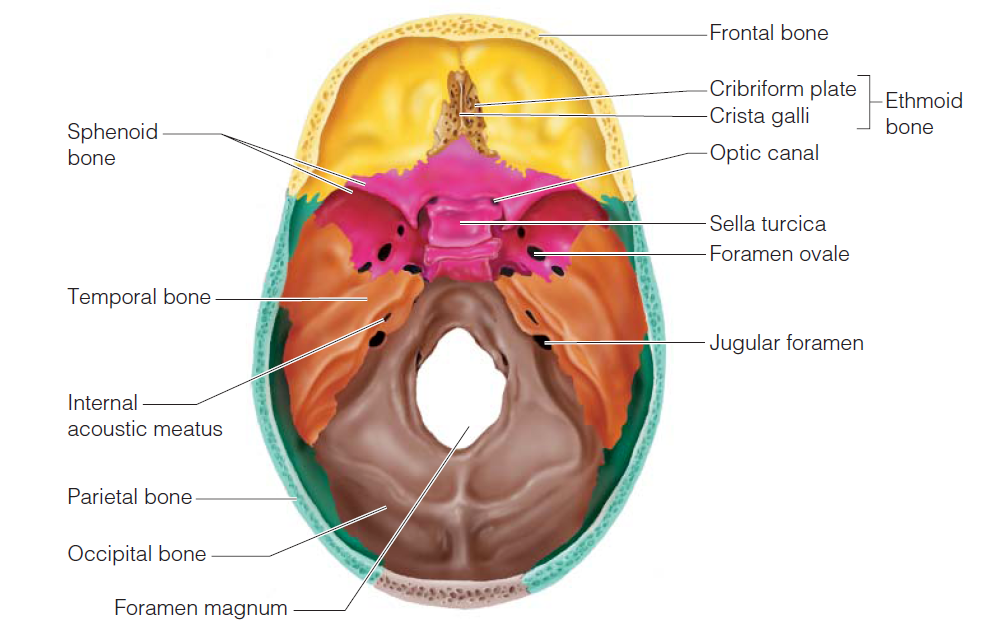 Frontal bone
Cribriform plate
Crista galli
Ethmoid
bone
Optic canal
Sella turcica
Foramen ovale
Jugular foramen
Sphenoid
bone
Temporal bone
Internal
acoustic meatus
Parietal bone
Occipital bone
Foramen magnum